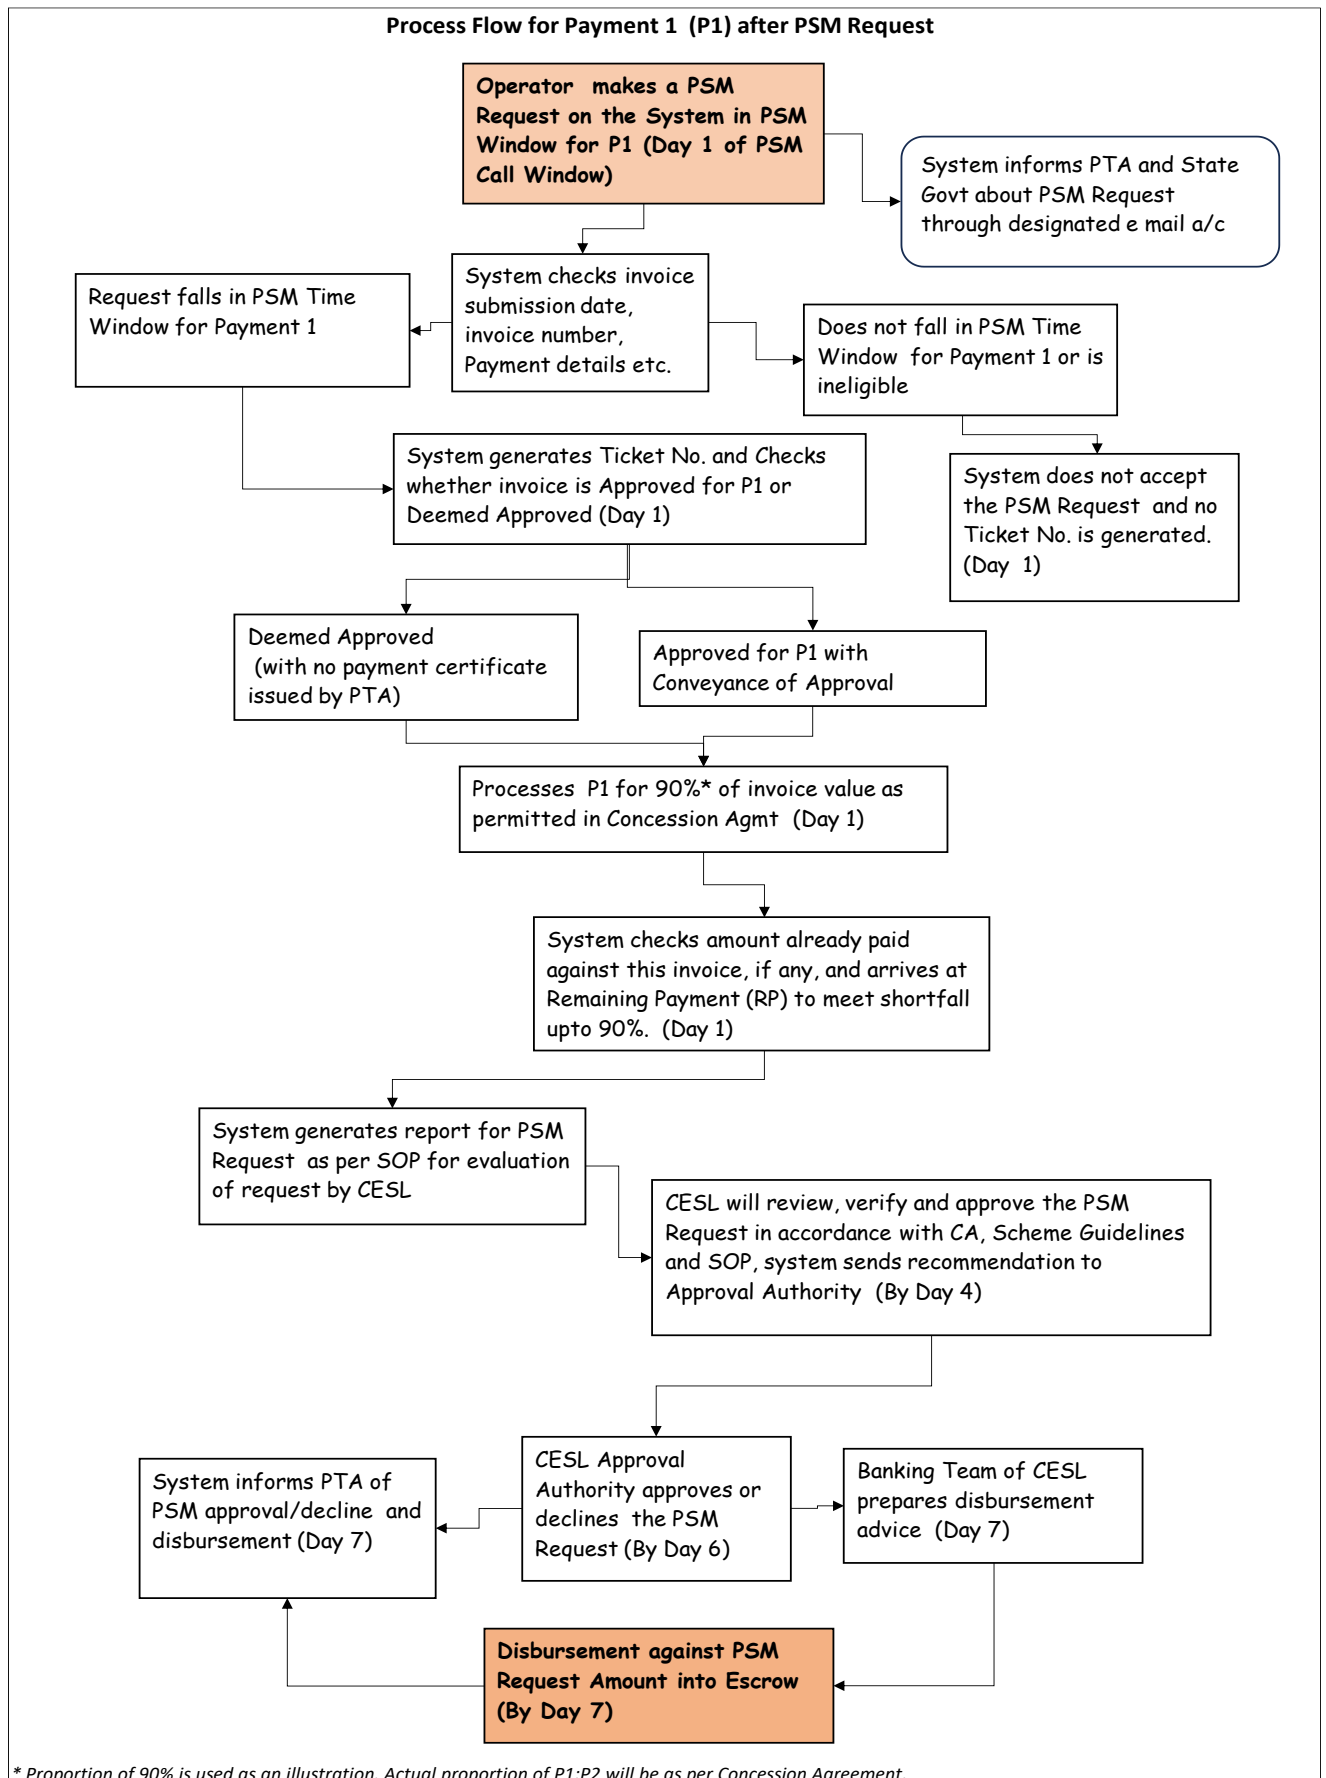 Process Flow for Payment 1 (P1) after PSM Request
Operator makes a PSM
Request on the System in PSM
Window for P1 (Day 1 of PSM
Call Window)
System informs PTA and State
Govt about PSM Request
through designated e mail a/c
System checks invoice
submission date,
invoice number,
Payment details etc.
Request falls in PSM Time
Window for Payment 1
Does not fall in PSM Time
Window for Payment 1 or is
ineligible
System generates Ticket No. and Checks
whether invoice is Approved for P1 or
Deemed Approved (Day 1)
System does not accept
the PSM Request and no
Ticket No. is generated.
(Day 1)
Deemed Approved
(with no payment certificate
issued by PTA)
Approved for P1 with
Conveyance of Approval
Processes P1 for 90%* of invoice value as
permitted in Concession Agmt (Day 1)
System checks amount already paid
against this invoice, if any, and arrives at
Remaining Payment (RP) to meet shortfall
upto 90%. (Day 1)
System generates report for PSM
Request as per SOP for evaluation
of request by CESL
CESL will review, verify and approve the PSM
Request in accordance with CA, Scheme Guidelines
and SOP, system sends recommendation to
Approval Authority (By Day 4)
CESL Approval
Authority approves or
declines the PSM
Request (By Day 6)
System informs PTA of
PSM approval/decline and
disbursement (Day 7)
Banking Team of CESL
prepares disbursement
advice (Day 7)
Disbursement against PSM
Request Amount into Escrow
(By Day 7)
* Proportion of 90% is used as an illustration. Actual proportion of P1:P2 will be as per Concession Agreement.